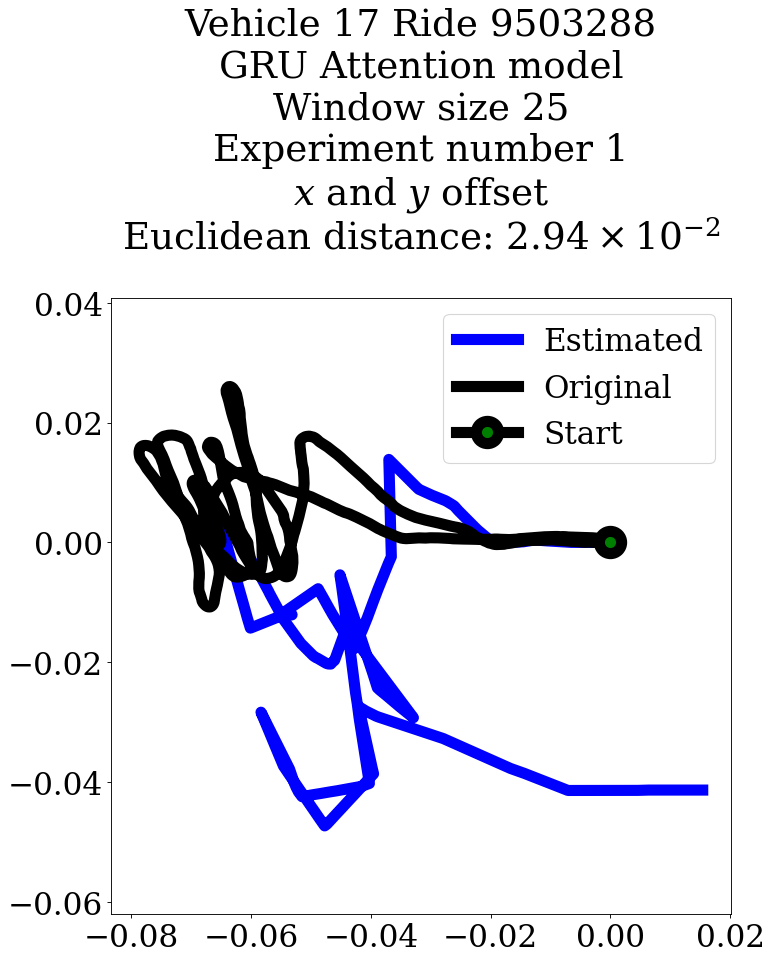 Vehicle 17 Ride 9503288
GRU Attention model
Window size 25
Experiment number 1
x and y offset
Euclidean distance: 2.94 × 10⁻²
Estimated
Original
Start
0.04
0.02
0.00
−0.02
−0.04
−0.06
−0.08 −0.06 −0.04 −0.02 0.00 0.02